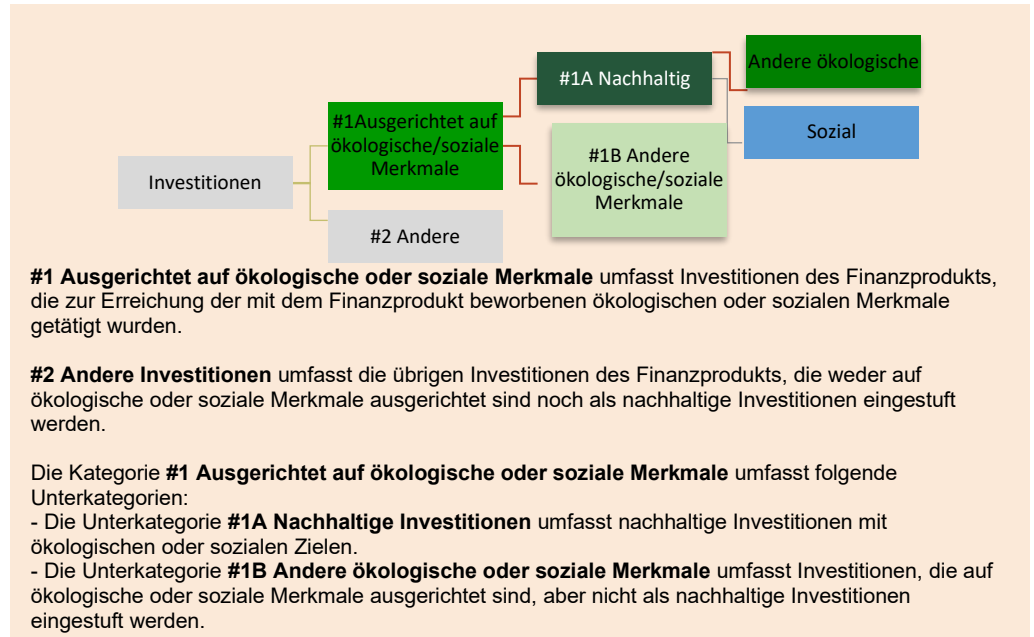 Andere ökologische
#1A Nachhaltig
#1Ausgerichtet auf
ökologische/soziale
Merkmale
Sozial
#1B Andere
ökologische/soziale
Merkmale
Investitionen
#2 Andere
#1 Ausgerichtet auf ökologische oder soziale Merkmale umfasst Investitionen des Finanzprodukts,
die zur Erreichung der mit dem Finanzprodukt beworbenen ökologischen oder sozialen Merkmale
getätigt wurden.
#2 Andere Investitionen umfasst die übrigen Investitionen des Finanzprodukts, die weder auf
ökologische oder soziale Merkmale ausgerichtet sind noch als nachhaltige Investitionen eingestuft
werden.
Die Kategorie #1 Ausgerichtet auf ökologische oder soziale Merkmale umfasst folgende
Unterkategorien:
- Die Unterkategorie #1A Nachhaltige Investitionen umfasst nachhaltige Investitionen mit
ökologischen oder sozialen Zielen.
- Die Unterkategorie #1B Andere ökologische oder soziale Merkmale umfasst Investitionen, die auf
ökologische oder soziale Merkmale ausgerichtet sind, aber nicht als nachhaltige Investitionen
eingestuft werden.